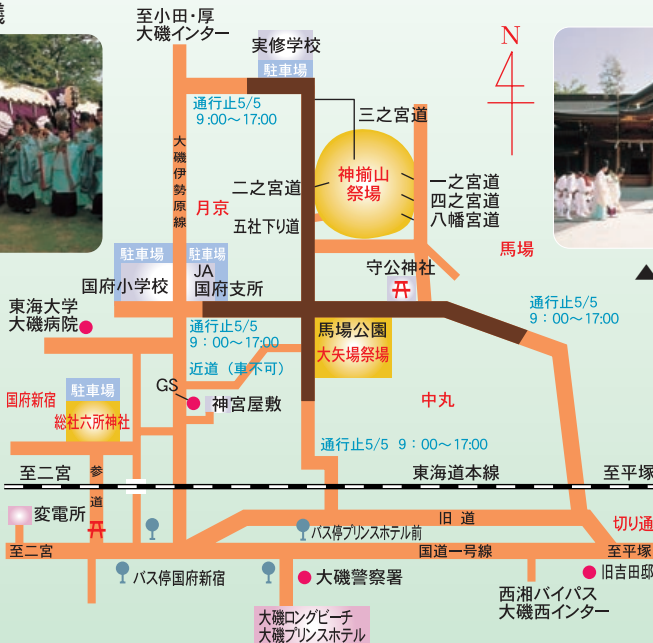 儀
至小田・厚
大磯インター
実修学校
駐車場
N
通行止5/5
9:00〜17:00
三之宮道
大磯伊勢原線
神揃山
祭場
二之宮道
一之宮道
四之宮道
八幡宮道
月京
五社下り道
馬場
駐車場
駐車場
国府小学校
JA
国府支所
守公神社
東海大学
大磯病院
通行止5/5
9：00〜17:00
馬場公園
大矢場祭場
通行止5/5
9：00〜17:00
近道（車不可）
GS
神宮屋敷
中丸
国府新宿
駐車場
総社六所神社
通行止5/5 9：00〜17:00
至二宮
参道
東海道本線
至平塚
変電所
旧道
切り通
バス停プリンスホテル前
至二宮
国道一号線
至平塚
バス停国府新宿
大磯警察署
旧吉田邸
西湘バイパス
大磯西インター
大磯ロングビーチ
大磯プリンスホテル